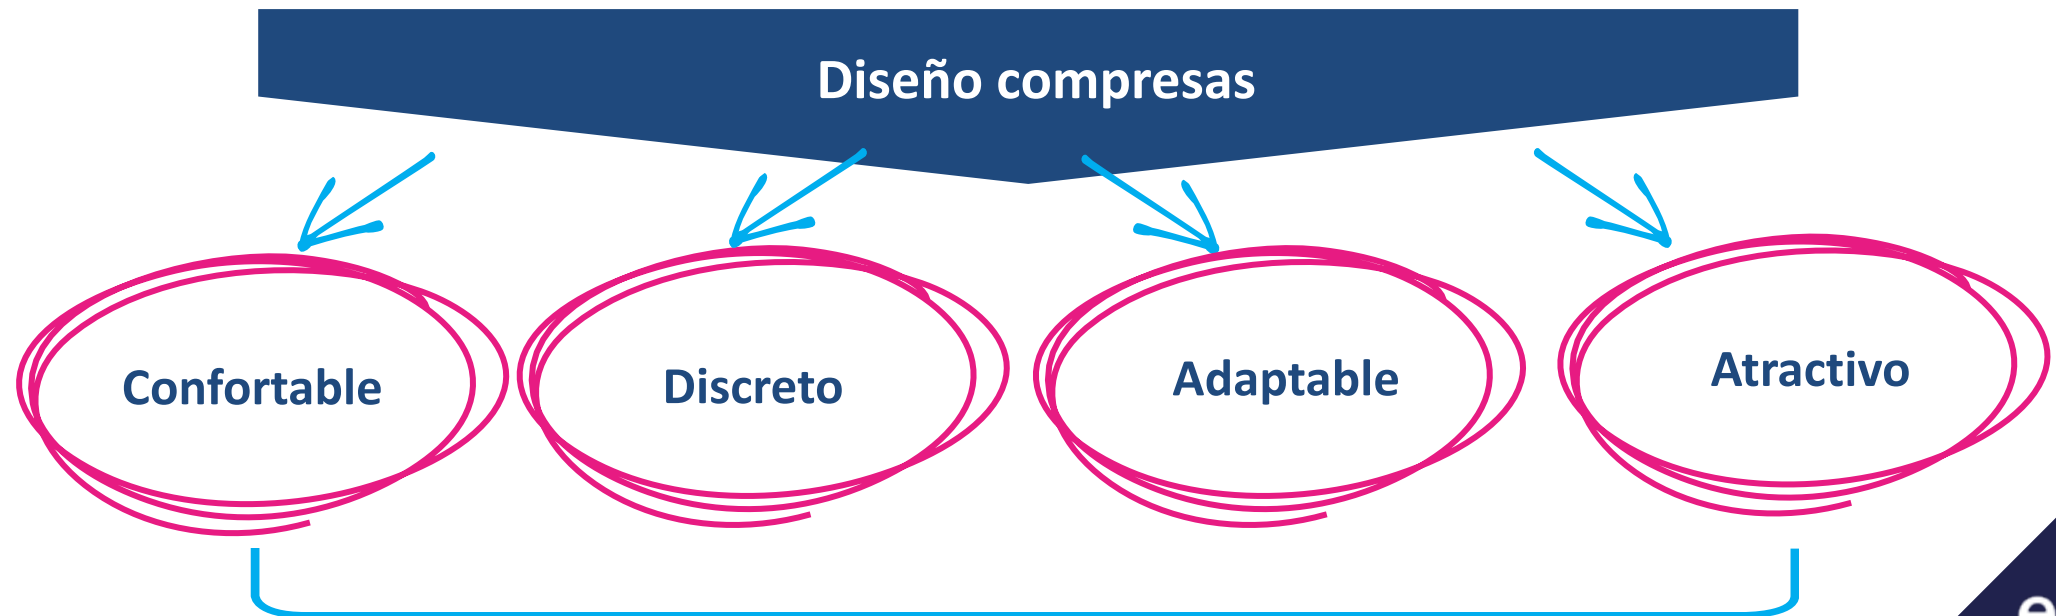 Diseño compresas
Confortable
Discreto
Adaptable
Atractivo